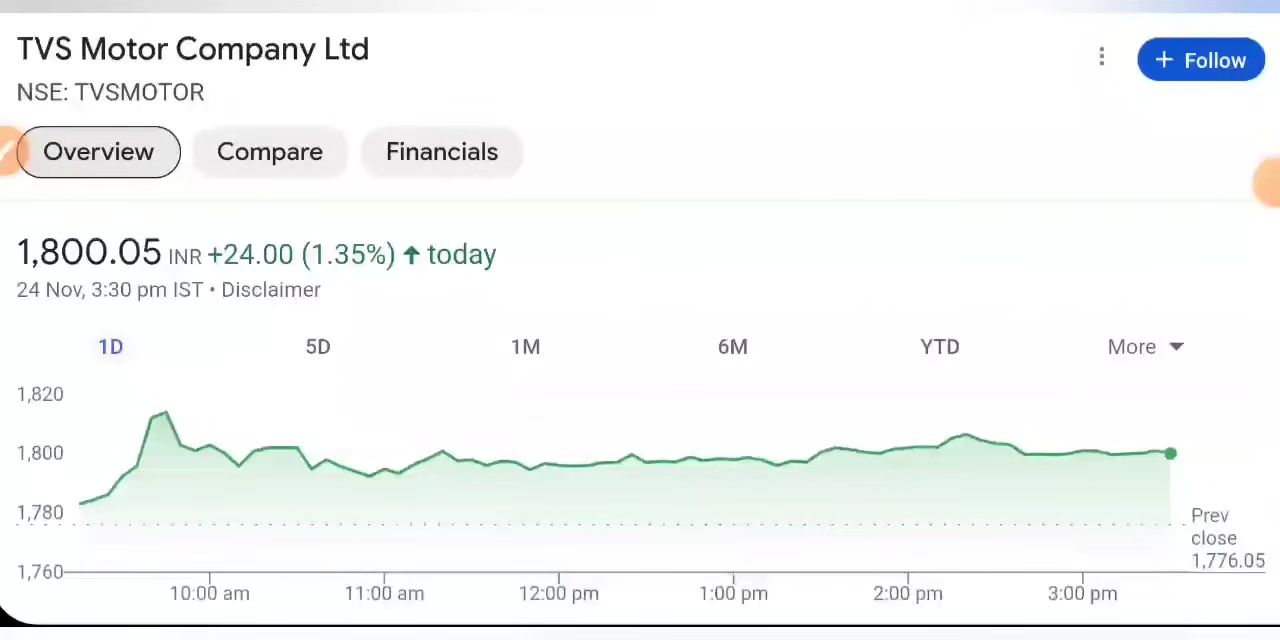 TVS Motor Company Ltd
+ Follow
NSE: TVSMOTOR
Overview Compare Financials
1,800.05 INR +24.00 (1.35%) ↑ today
24 Nov, 3:30 pm IST • Disclaimer
1D 5D 1M 6M YTD More
1,820
1,800
1,780
1,760
Prev
close
1,776.05
10:00 am 11:00 am 12:00 pm 1:00 pm 2:00 pm 3:00 pm